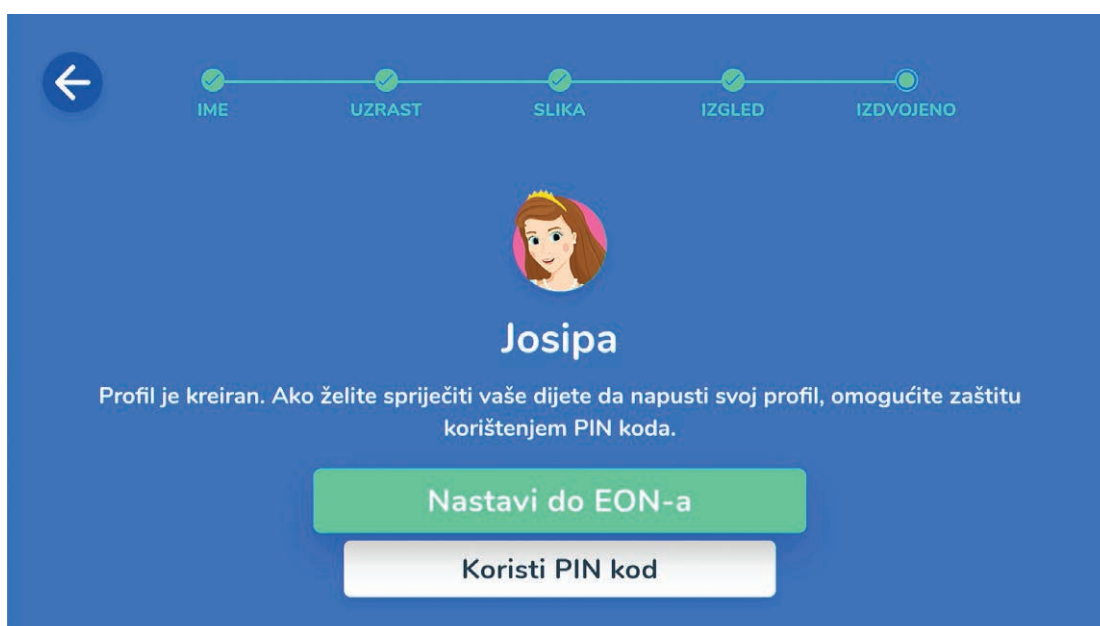 IME UZRAST SLIKA IZGLED IZDVOJENO
Josipa
Profil je kreiran. Ako želite spriječiti vaše dijete da napusti svoj profil, omogućite zaštitu
korištenjem PIN koda.
Nastavi do EON-a
Koristi PIN kod